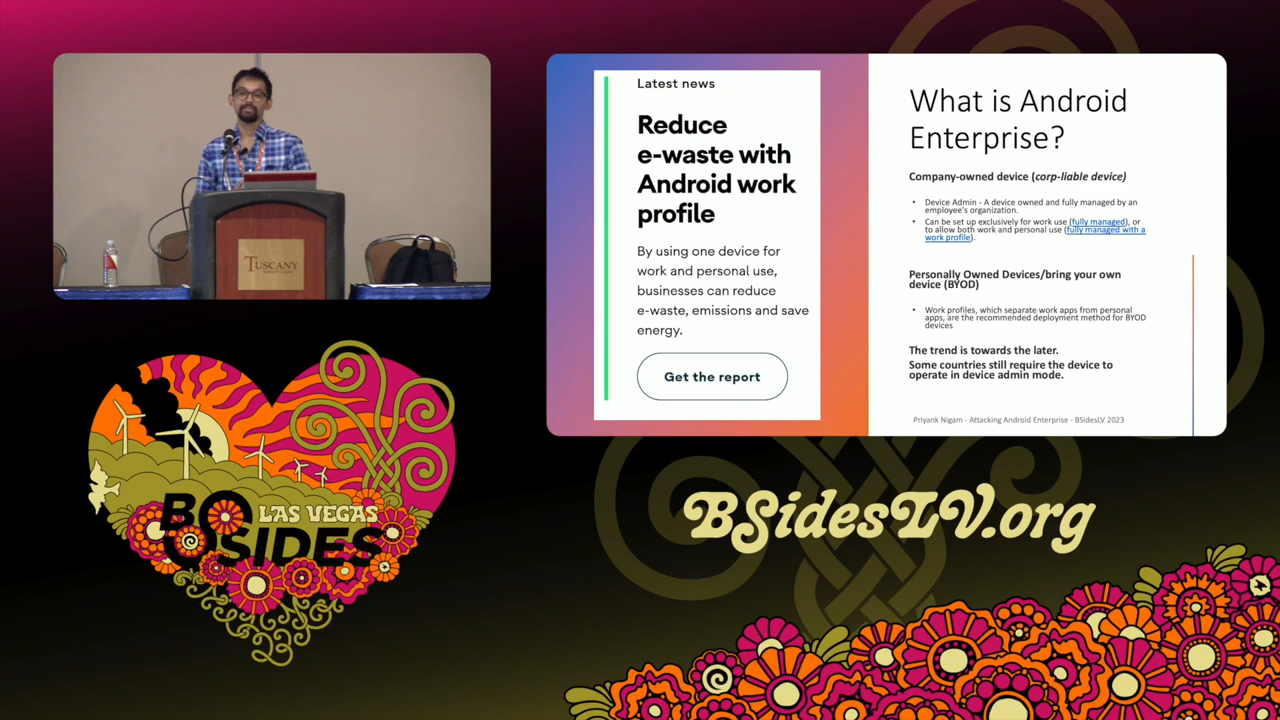 Latest news
Reduce
e-waste with
Android work
profile
By using one device for
work and personal use,
businesses can reduce
e-waste, emissions and save
energy.
Get the report
What is Android
Enterprise?
Company-owned device (corp-liable device)
• Device Admin - A device owned and fully managed by an
employee's organization.
• Can be set up exclusively for work use (fully managed), or
to allow both work and personal use (fully managed with a
work profile).
Personally Owned Devices/bring your own
device (BYOD)
• Work profiles, which separate work apps from personal
apps, are the recommended deployment method for BYOD
devices
The trend is towards the later.
Some countries still require the device to
operate in device admin mode.
Priyank Nigam - Attacking Android Enterprise - BSidesLV 2023
TUSCANY
LAS VEGAS
BSIDES
23
BSidesLV.org